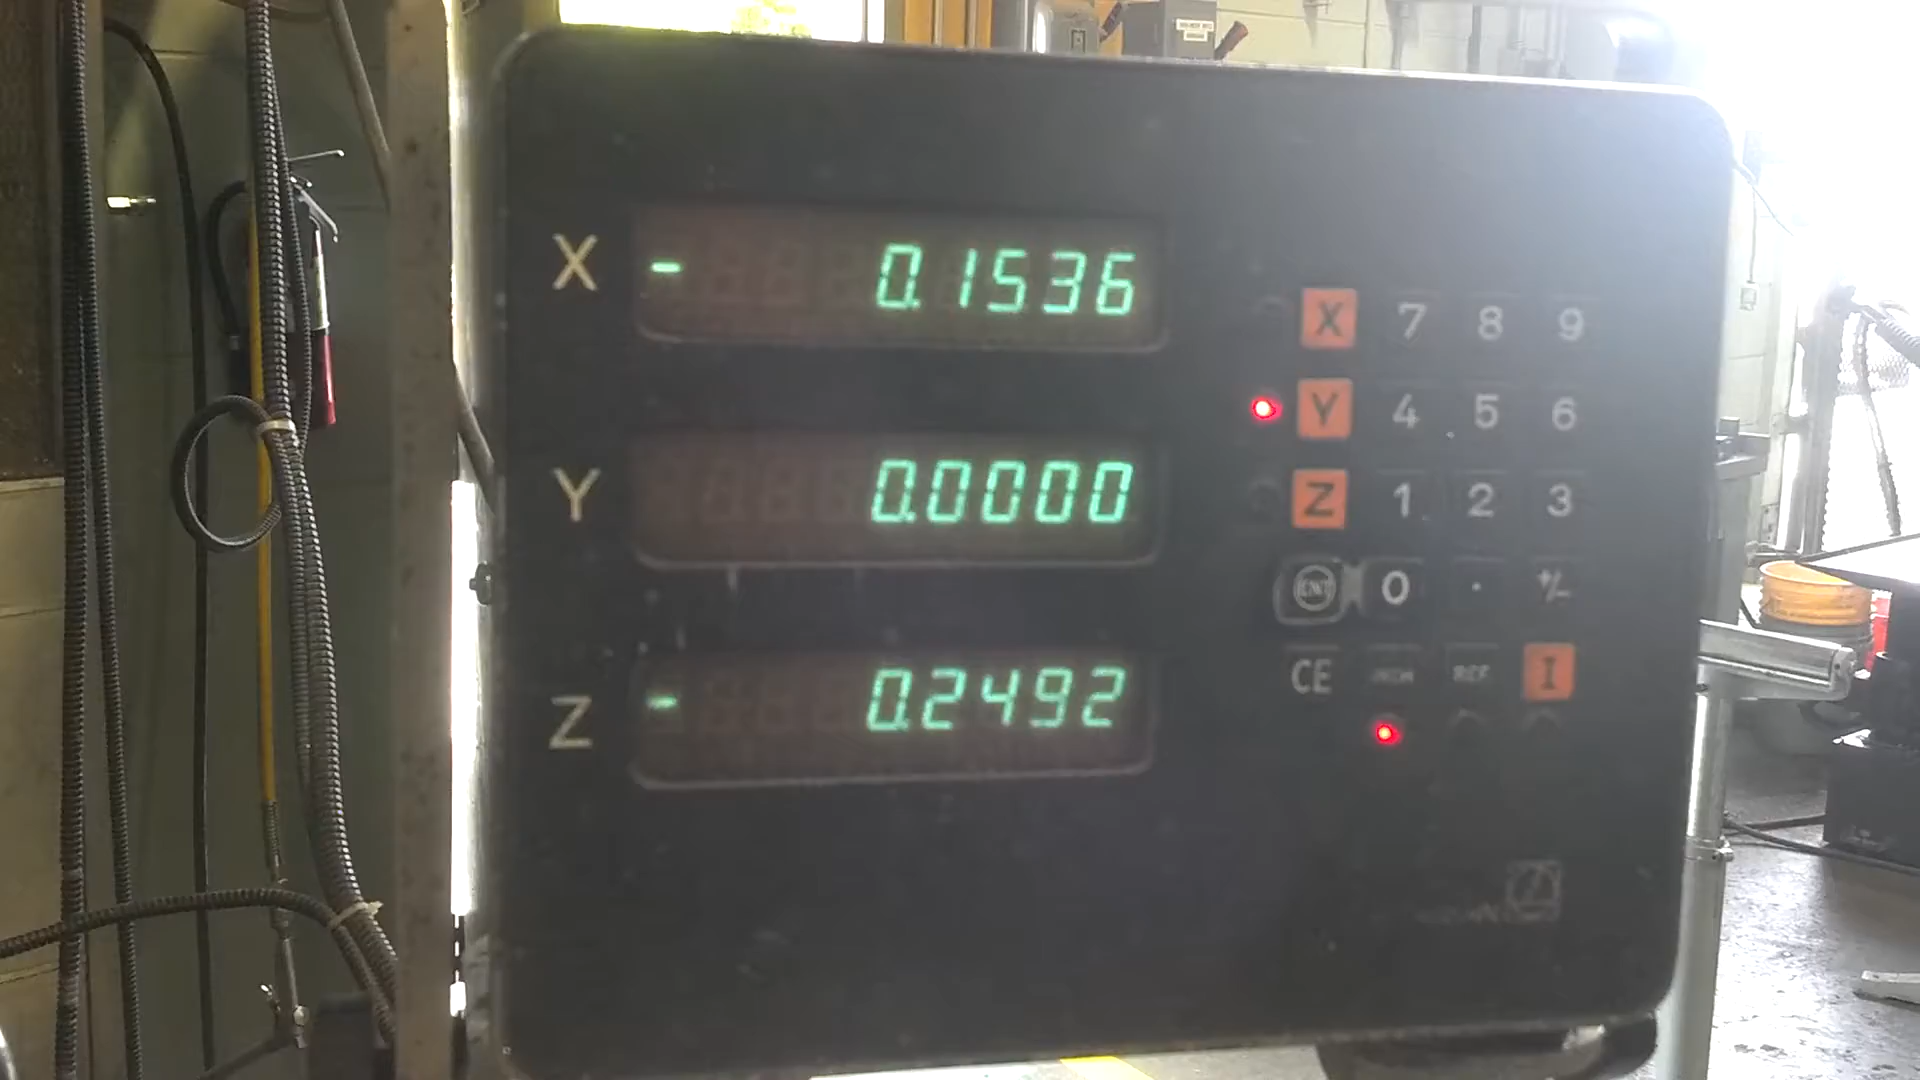 X - 0.1536
Y 0.0000
Z - 0.2492
X 7 8 9
Y 4 5 6
Z 1 2 3
ENT 0 . +/-
CE INCH REF I